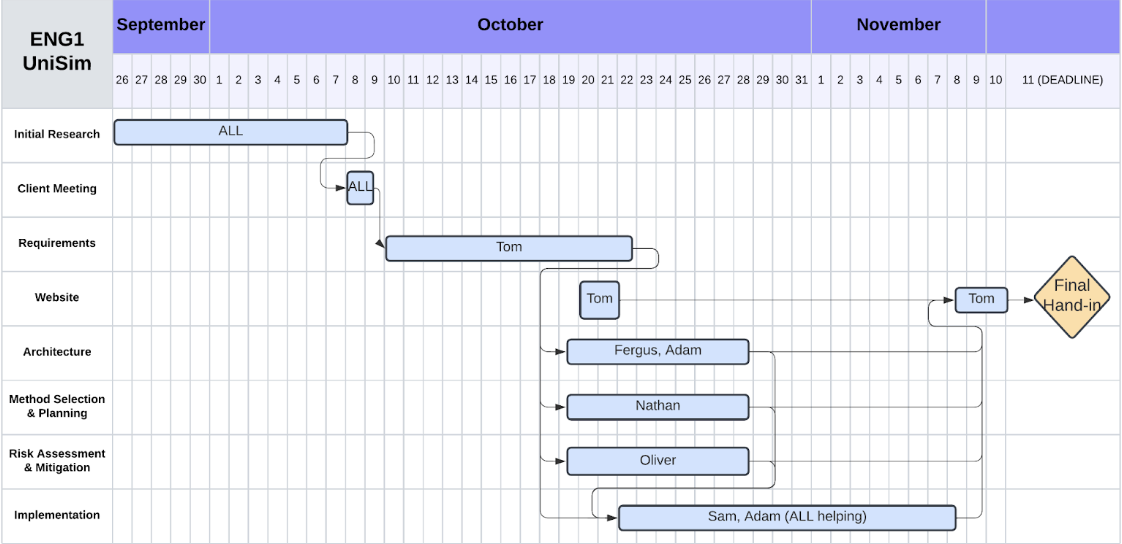 ENG1
UniSim
September October November
26 27 28 29 30 1 2 3 4 5 6 7 8 9 10 11 12 13 14 15 16 17 18 19 20 21 22 23 24 25 26 27 28 29 30 31 1 2 3 4 5 6 7 8 9 10 11 (DEADLINE)
Initial Research ALL
Client Meeting ALL
Requirements Tom
Website Tom Tom Final
Hand-in
Architecture Fergus, Adam
Method Selection
& Planning
Nathan
Risk Assessment
& Mitigation
Oliver
Implementation Sam, Adam (ALL helping)